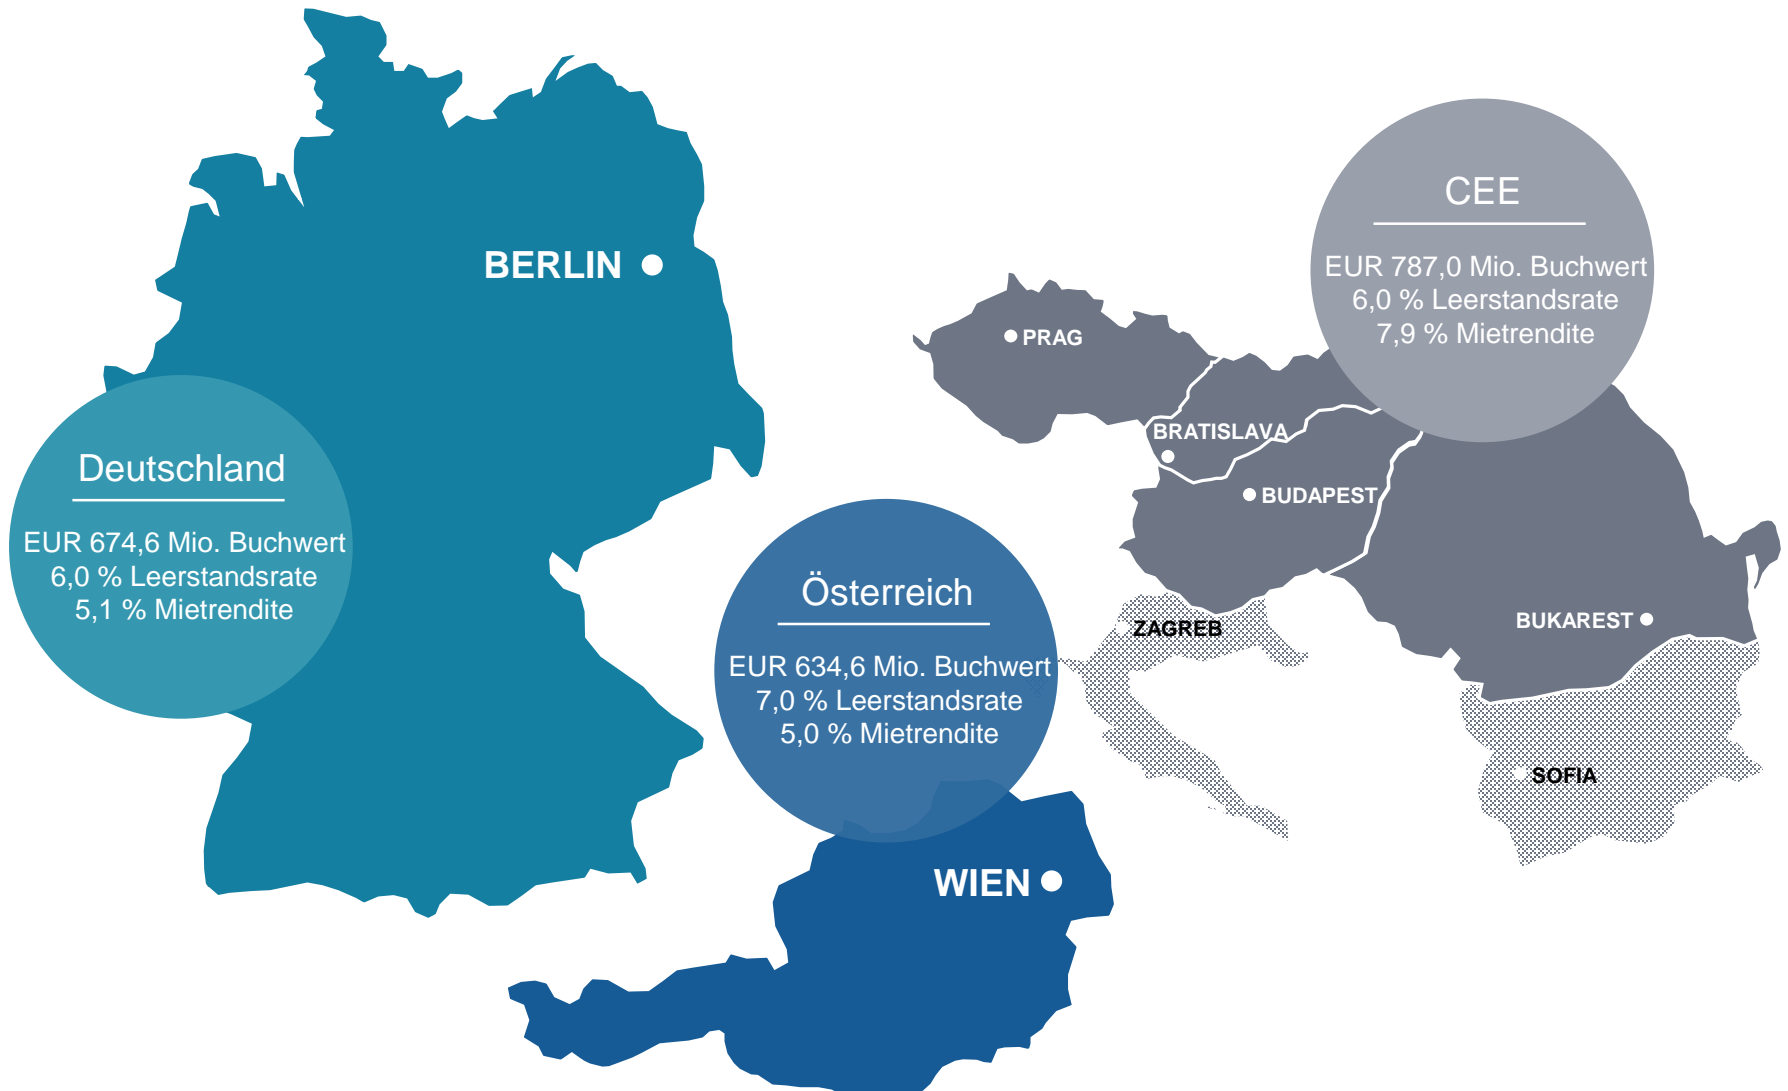 BERLIN
Deutschland
EUR 674,6 Mio. Buchwert
6,0 % Leerstandsrate
5,1 % Mietrendite
Österreich
EUR 634,6 Mio. Buchwert
7,0 % Leerstandsrate
5,0 % Mietrendite
WIEN
CEE
EUR 787,0 Mio. Buchwert
6,0 % Leerstandsrate
7,9 % Mietrendite
PRAG
BRATISLAVA
BUDAPEST
ZAGREB
BUKAREST
SOFIA